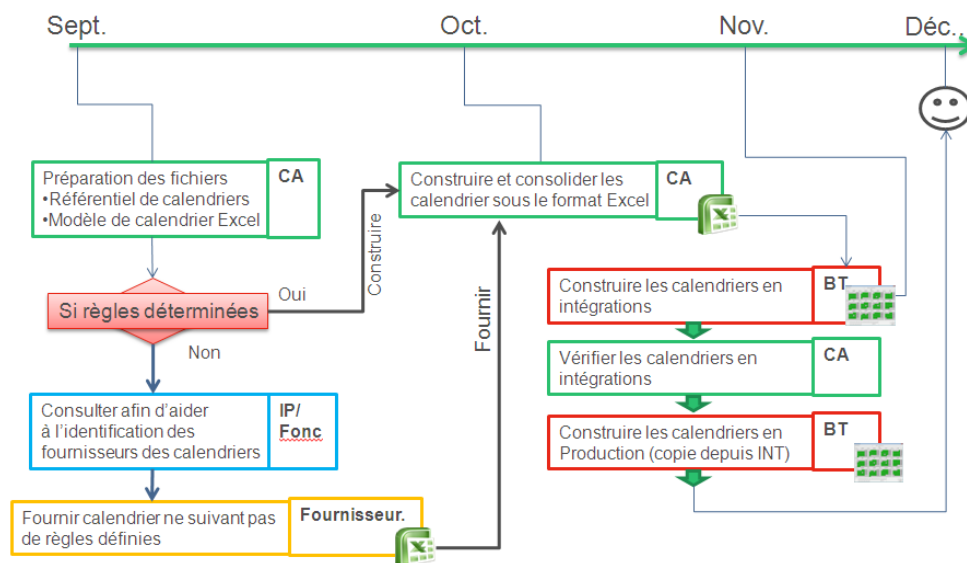 Sept.
Oct.
Nov.
Déc.,
Préparation des fichiers
•Référentiel de calendriers
•Modèle de calendrier Excel
CA
Construire et consolider les
calendrier sous le format Excel
CA
Construire
Oui
Si règles déterminées
Non
Fournir
Construire les calendriers en
intégrations
BT
Vérifier les calendriers en
intégrations
CA
Consulter afin d'aider
à l'identification des
fournisseurs des calendriers
IP/
Fonc
Construire les calendriers en
Production (copie depuis INT)
BT
Fournir calendrier ne suivant pas
de règles définies
Fournisseur.